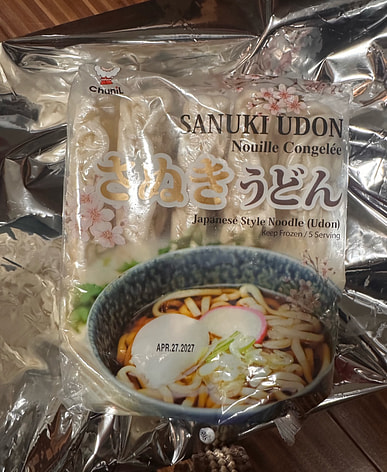 Chunil
SANUKI UDON
Nouille Congelée
さぬきうどん
Japanese Style Noodle (Udon)
Keep Frozen / 5 Serving
APR.27.2027